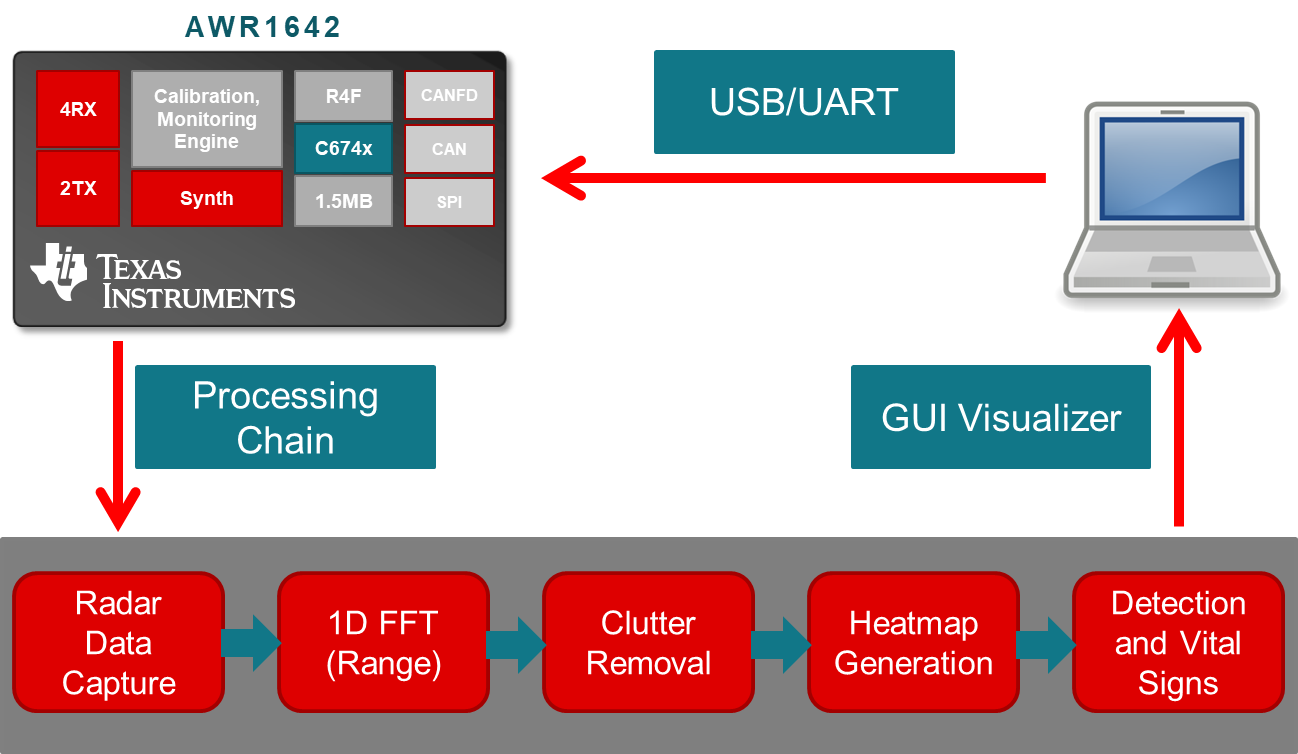 AWR1642
4RX
2TX
Calibration,
Monitoring
Engine
Synth
R4F
C674x
1.5MB
CANFD
CAN
SPI
TEXAS
INSTRUMENTS
USB/UART
Processing
Chain
GUI Visualizer
Radar
Data
Capture
1D FFT
(Range)
Clutter
Removal
Heatmap
Generation
Detection
and Vital
Signs